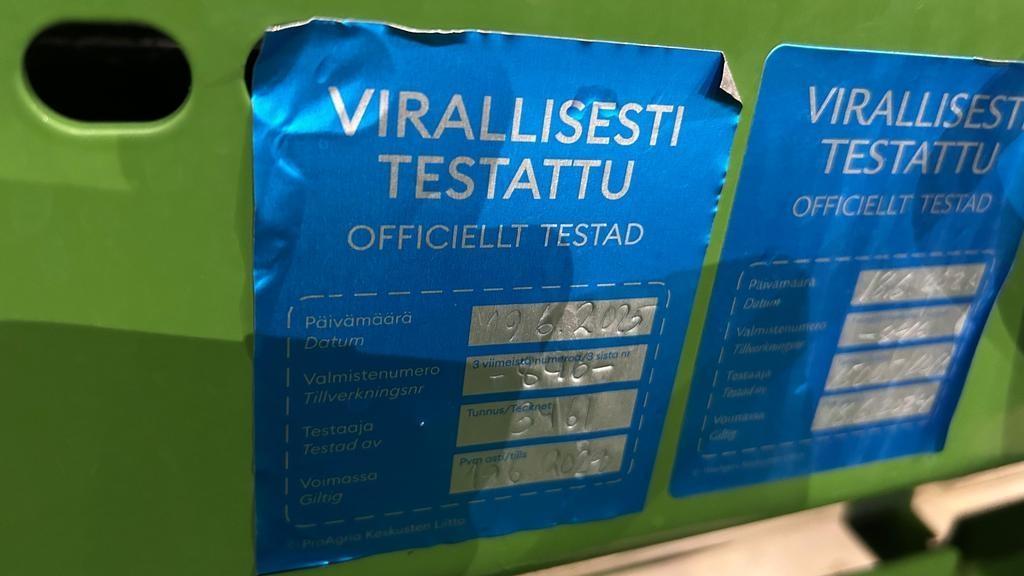 VIRALLISESTI
TESTATTU
OFFICIELLT TESTAD
Päivämäärä
Datum
19.6.2025
Valmistenumero
Tillverkningsnr
3 viimeistä numeroa/3 sista nr
-846-
Testaaja
Testad av
Tunnus/Tecknet
Voimassa
Giltig
Pvm asti/tills
© ProAgria Keskusten Liitto
VIRALLISESTI
TESTATTU
OFFICIELLT TESTAD
Päivämäärä
Datum
Valmistenumero
Tillverkningsnr
Testaaja
Testad av
Voimassa
Giltig